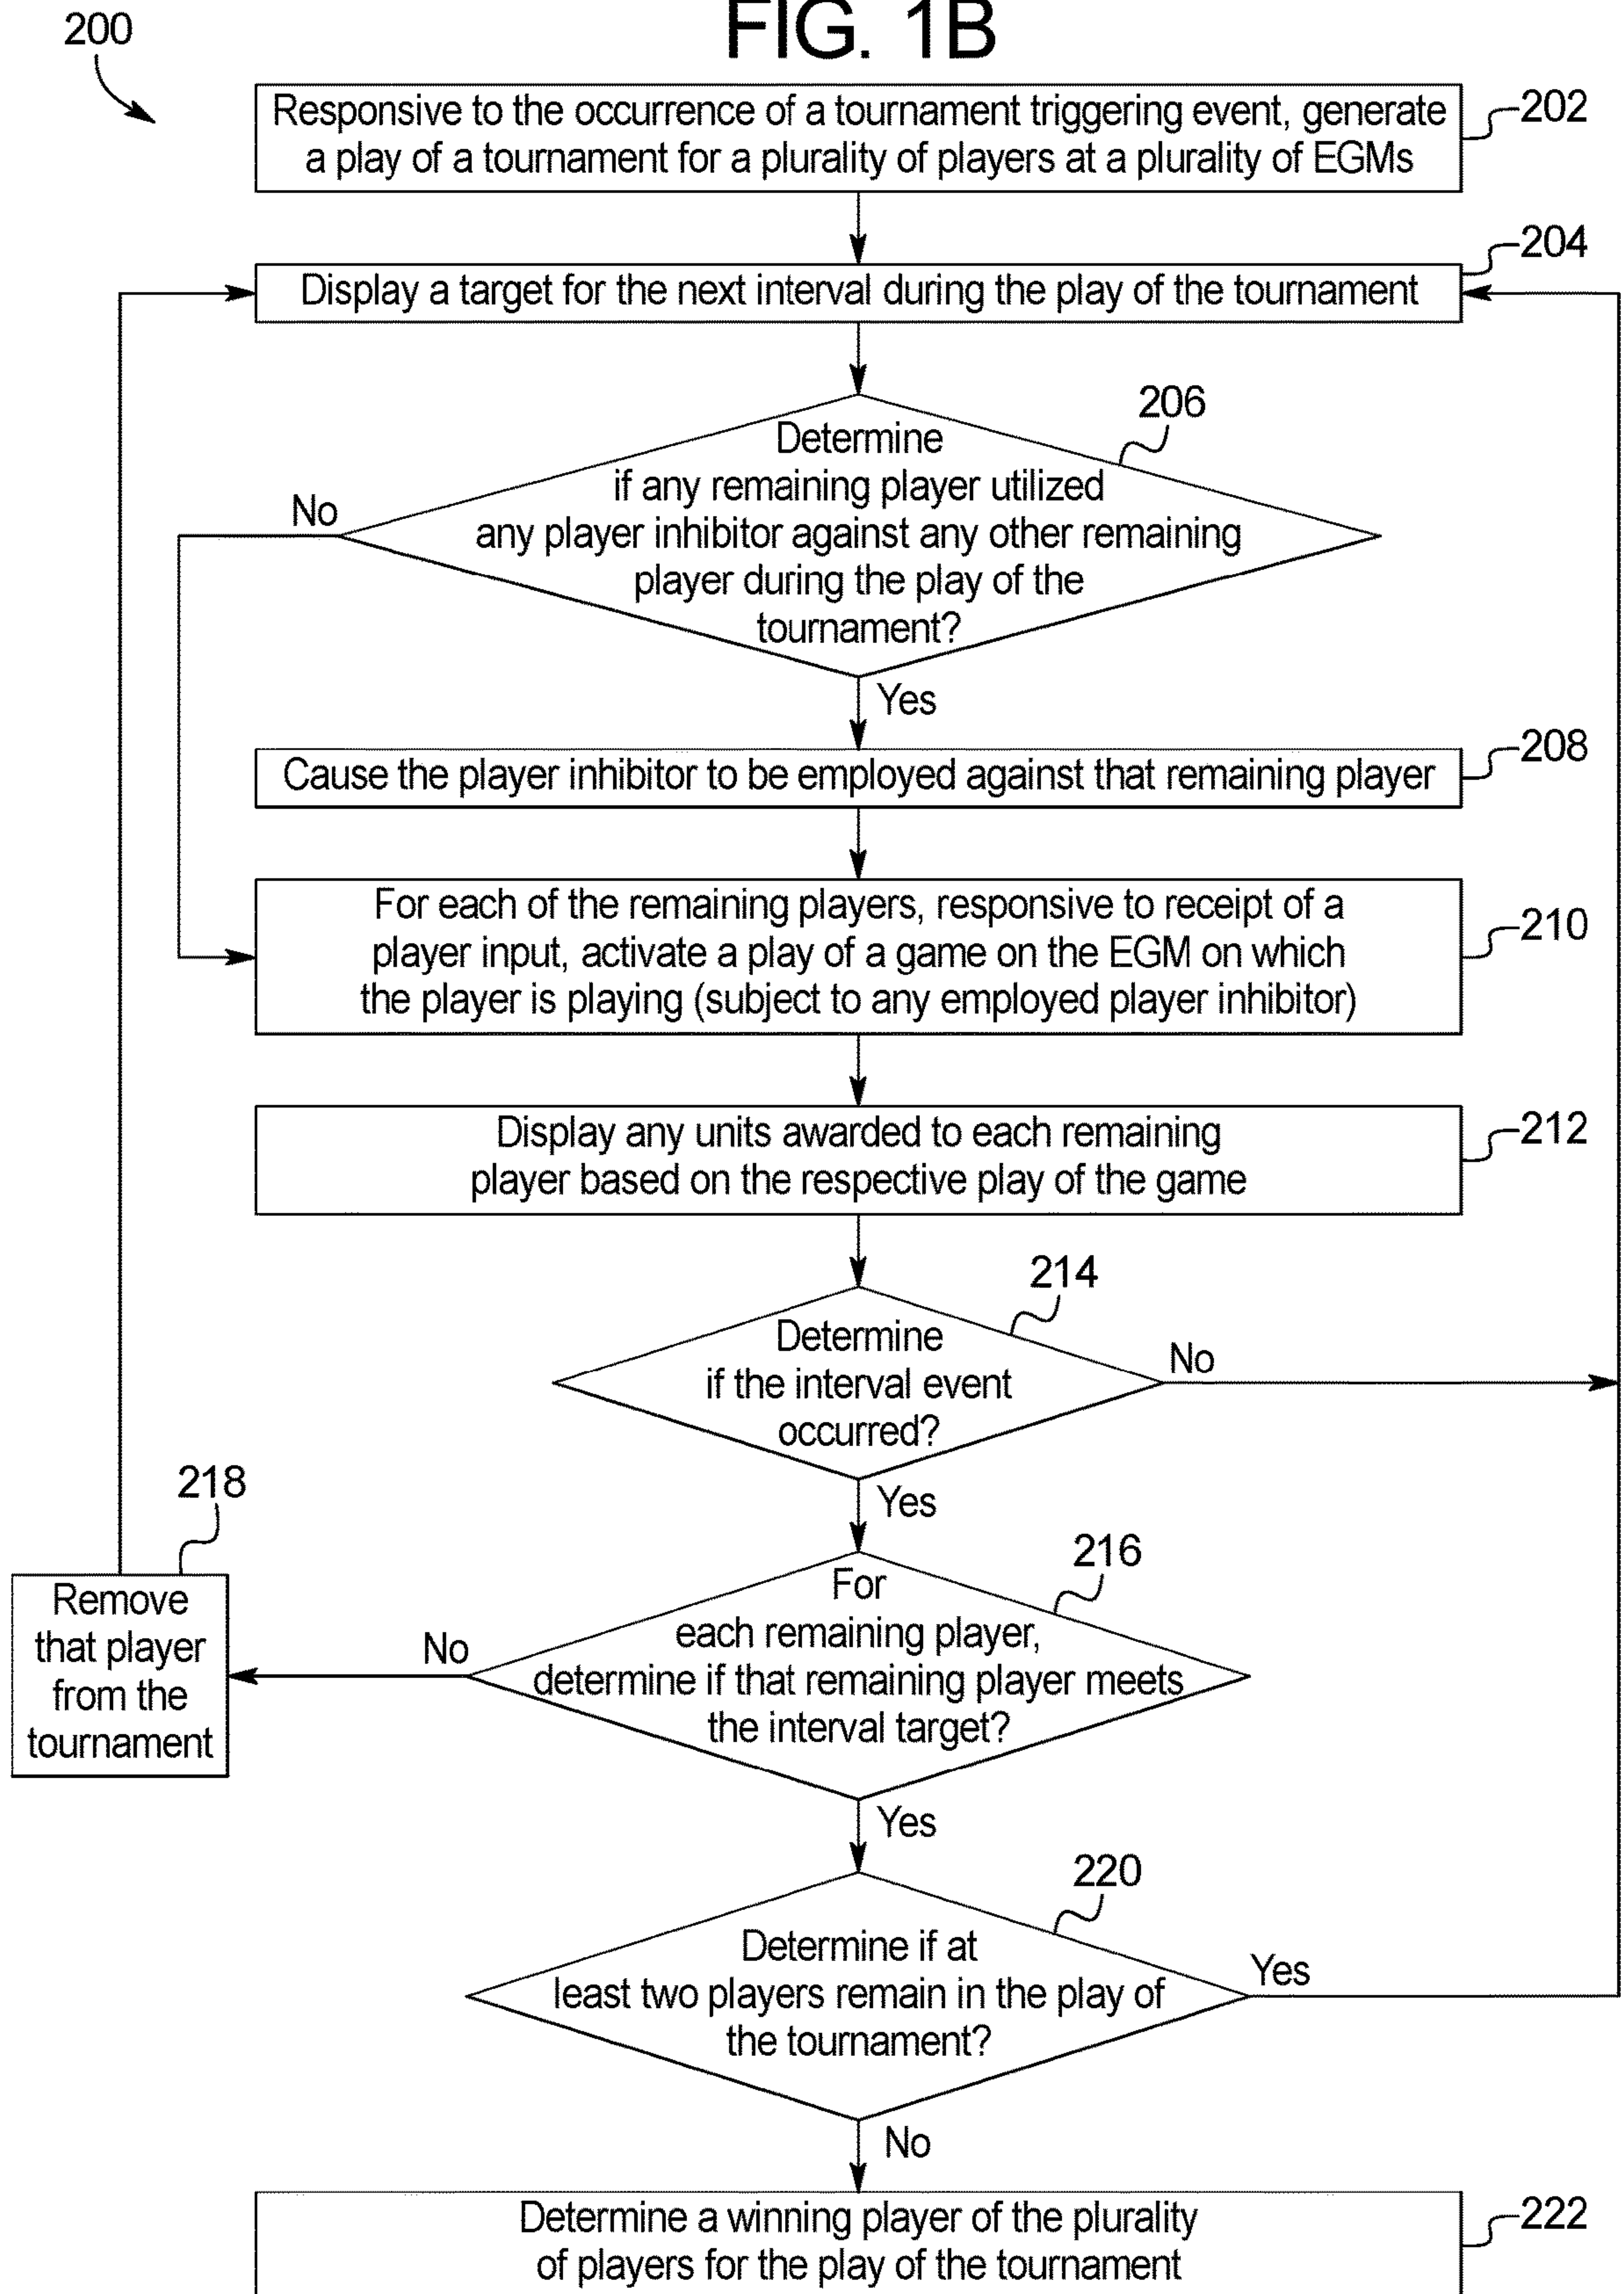 FIG. 1B
200
Responsive to the occurrence of a tournament triggering event, generate
a play of a tournament for a plurality of players at a plurality of EGMs
202
204
Display a target for the next interval during the play of the tournament
206
Determine
if any remaining player utilized
any player inhibitor against any other remaining
player during the play of the
tournament?
No
Yes
Cause the player inhibitor to be employed against that remaining player
208
For each of the remaining players, responsive to receipt of a
player input, activate a play of a game on the EGM on which
the player is playing (subject to any employed player inhibitor)
210
Display any units awarded to each remaining
player based on the respective play of the game
212
214
Determine
if the interval event
occurred?
No
Yes
218
Remove
that player
from the
tournament
216
For
each remaining player,
determine if that remaining player meets
the interval target?
No
Yes
220
Determine if at
least two players remain in the play of
the tournament?
Yes
No
Determine a winning player of the plurality
of players for the play of the tournament
222